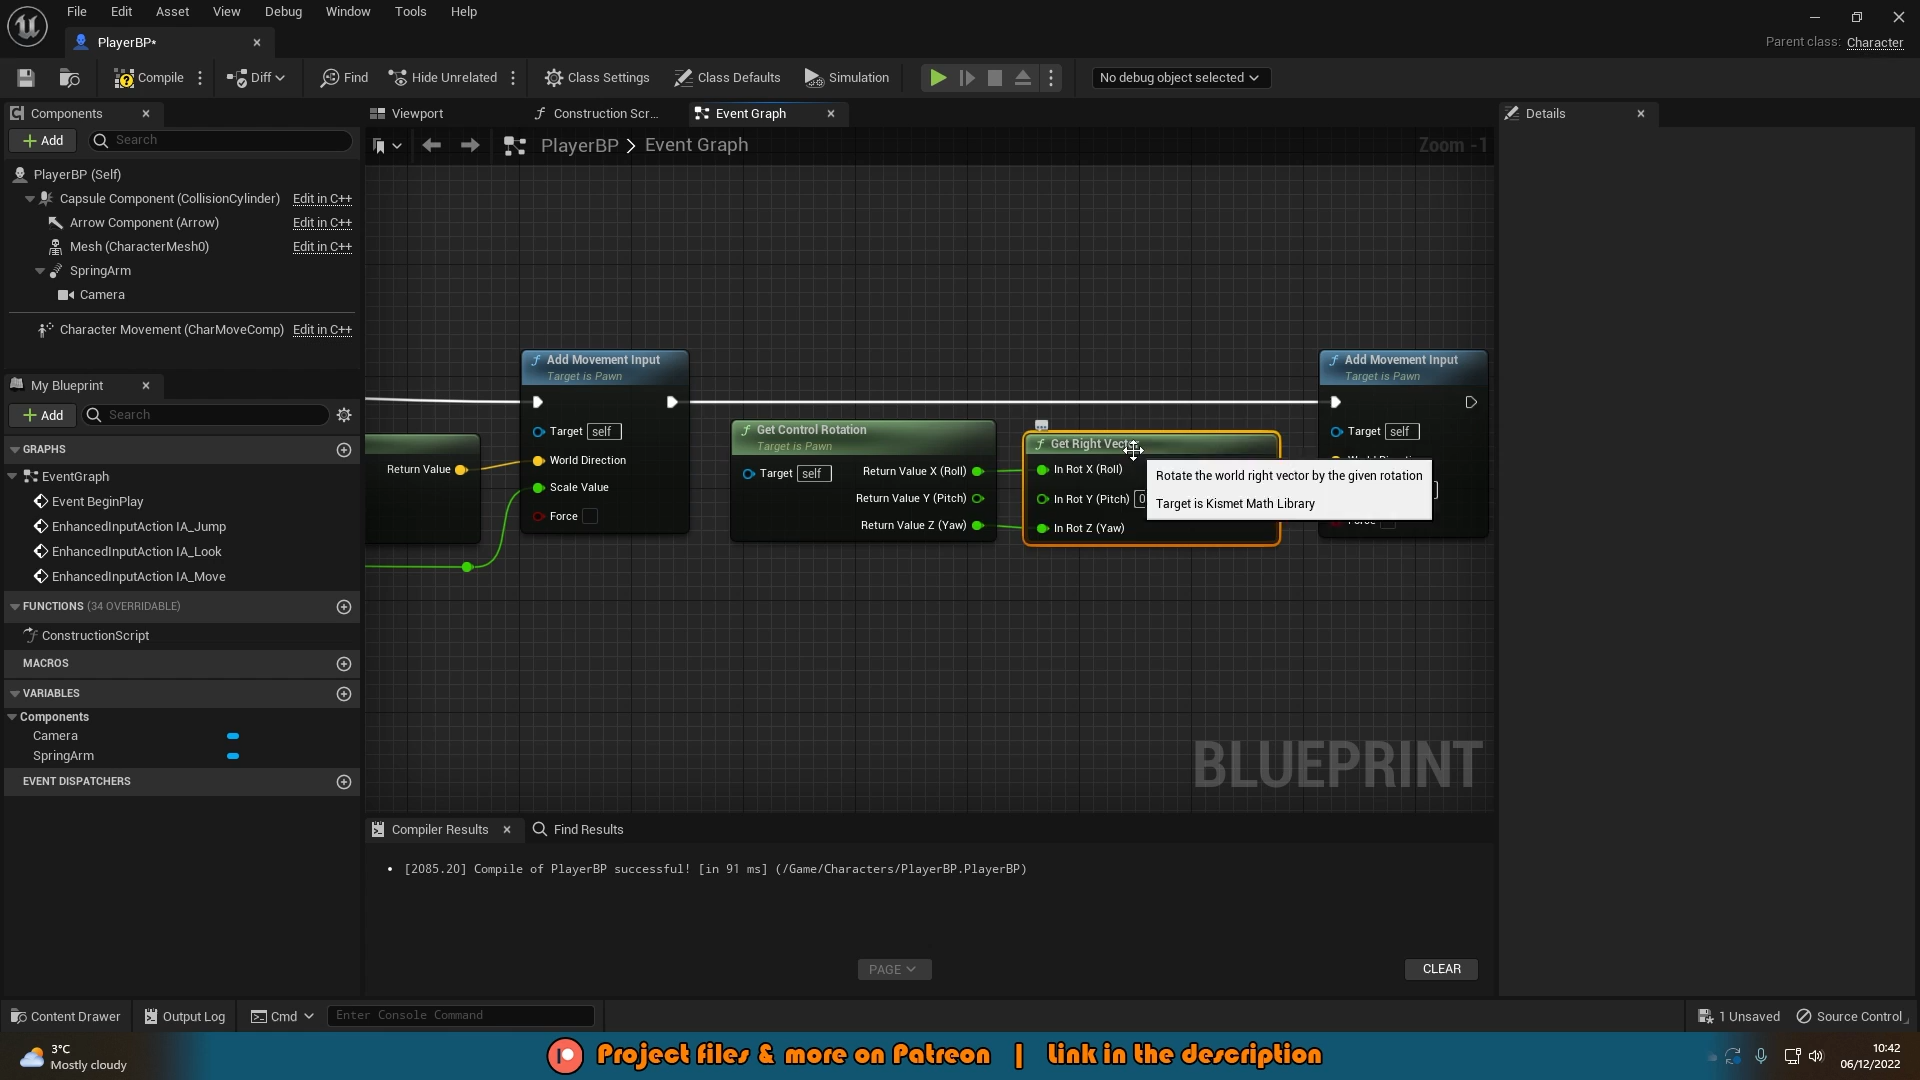 File Edit Asset View Debug Window Tools Help
PlayerBP*
Parent class: Character
Compile Diff Find Hide Unrelated Class Settings Class Defaults Simulation No debug object selected
Components
Add Search
PlayerBP (Self)
Capsule Component (CollisionCylinder) Edit in C++
Arrow Component (Arrow) Edit in C++
Mesh (CharacterMesh0) Edit in C++
SpringArm
Camera
Character Movement (CharMoveComp) Edit in C++
My Blueprint
Add Search
GRAPHS
EventGraph
Event BeginPlay
EnhancedInputAction IA_Jump
EnhancedInputAction IA_Look
EnhancedInputAction IA_Move
FUNCTIONS (34 OVERRIDABLE)
ConstructionScript
MACROS
VARIABLES
Components
Camera
SpringArm
EVENT DISPATCHERS
Viewport Construction Scr... Event Graph
PlayerBP > Event Graph Zoom -1
Return Value
Add Movement Input
Target is Pawn
Target self
World Direction
Scale Value
Force
Get Control Rotation
Target is Pawn
Target self Return Value X (Roll)
Return Value Y (Pitch)
Return Value Z (Yaw)
Get Right Vector
In Rot X (Roll)
In Rot Y (Pitch) 0
In Rot Z (Yaw)
Rotate the world right vector by the given rotation
Target is Kismet Math Library
Add Movement Input
Target is Pawn
Target self
BLUEPRINT
Compiler Results Find Results
• [2085.20] Compile of PlayerBP successful! [in 91 ms] (/Game/Characters/PlayerBP.PlayerBP)
PAGE CLEAR
Details
Content Drawer Output Log Cmd Enter Console Command 1 Unsaved Source Control
3°C
Mostly cloudy
Project files & more on Patreon | Link in the description
10:42
06/12/2022